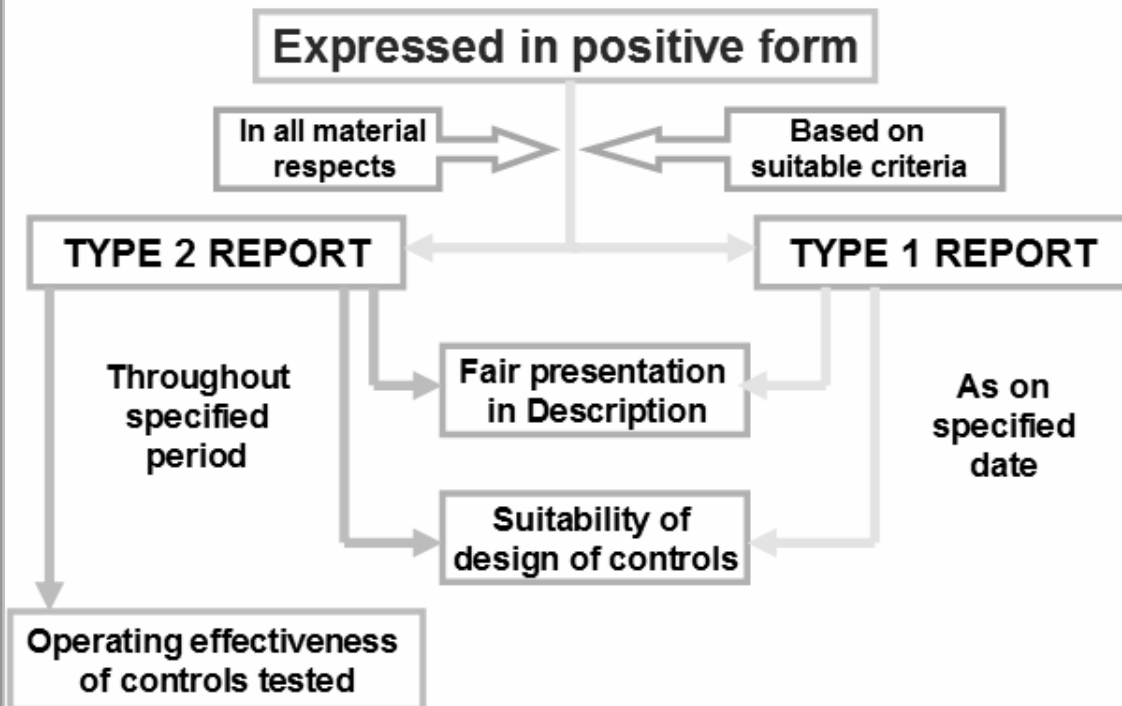 Expressed in positive form
In all material
respects
Based on
suitable criteria
TYPE 2 REPORT
TYPE 1 REPORT
Throughout
specified
period
Fair presentation
in Description
As on
specified
date
Suitability of
design of controls
Operating effectiveness
of controls tested